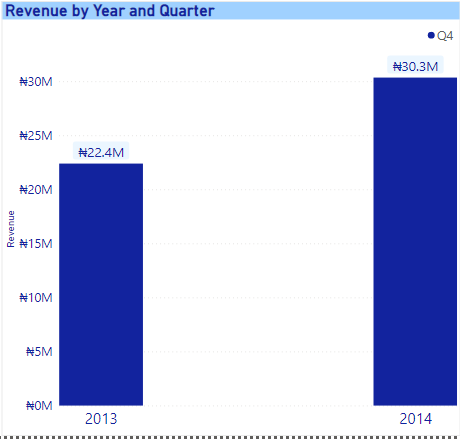 Revenue by Year and Quarter
Q4
₦30.3M
₦30M
₦25M
₦22.4M
₦20M
₦15M
Revenue
₦10M
₦5M
₦0M
2013 2014